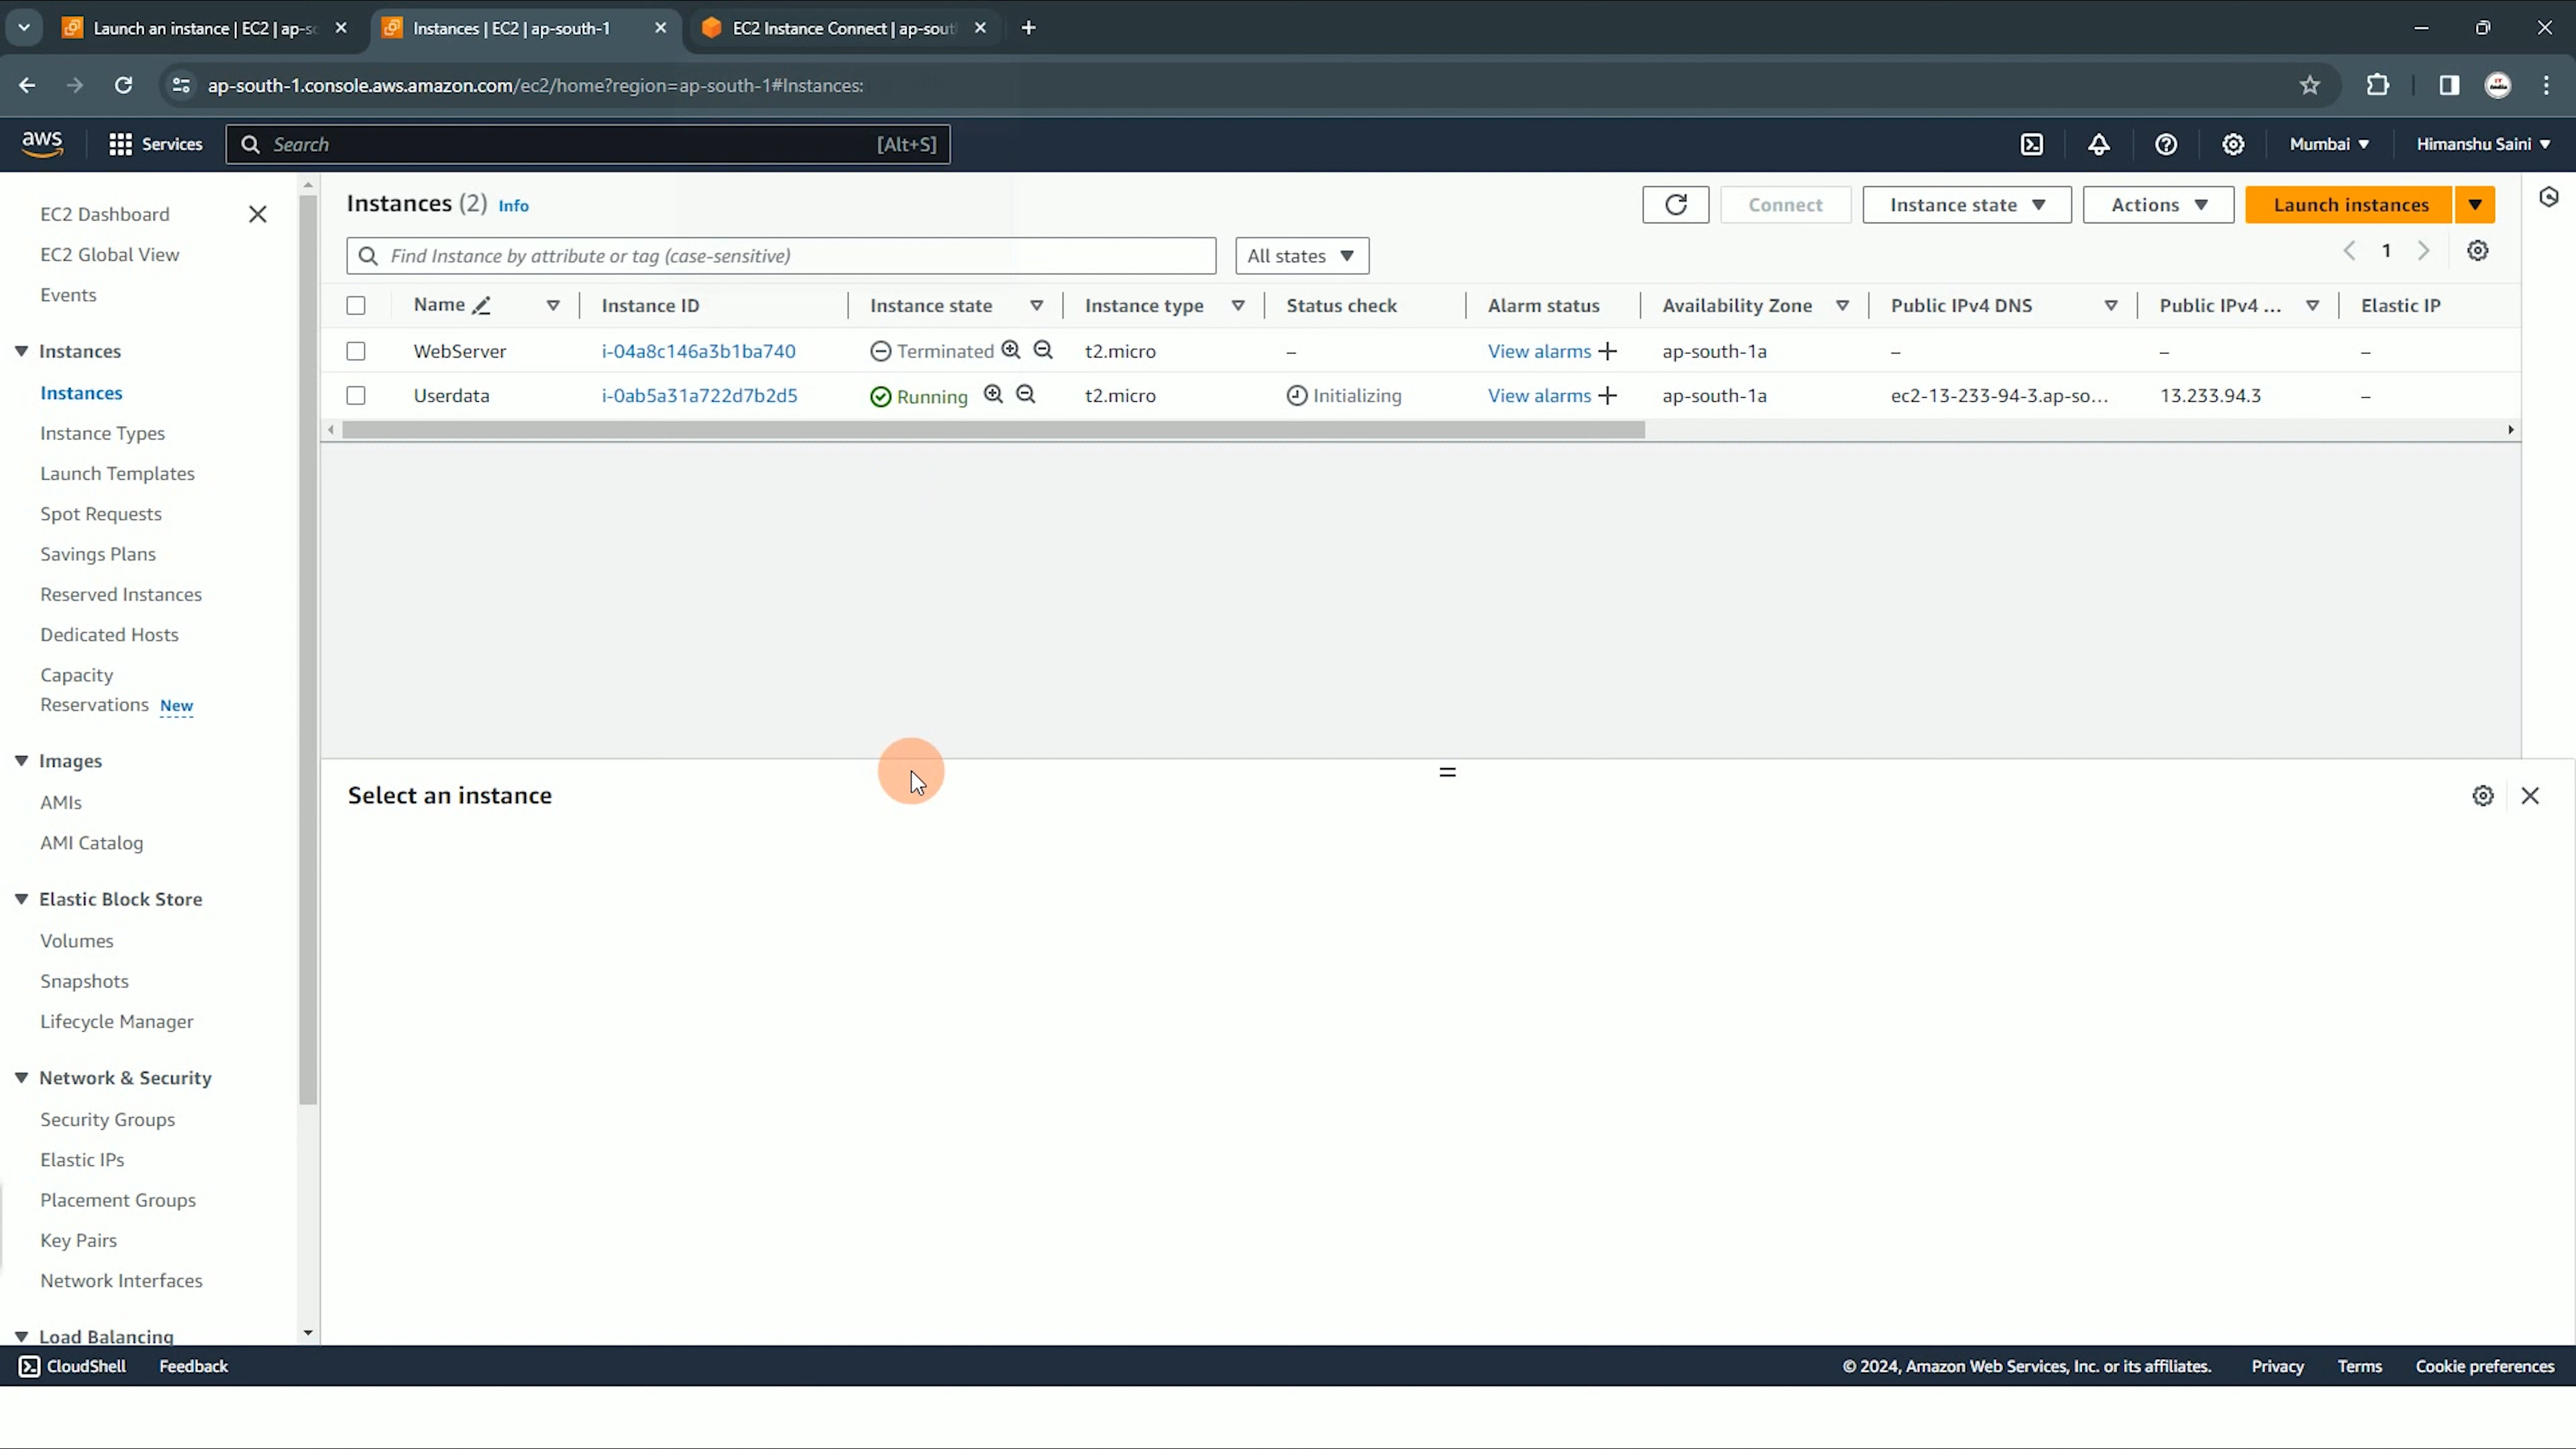 Launch an instance | EC2 | ap-s
Instances | EC2 | ap-south-1
EC2 Instance Connect | ap-sout
ap-south-1.console.aws.amazon.com/ec2/home?region=ap-south-1#Instances:
aws
Services
Search
[Alt+S]
Mumbai
Himanshu Saini
EC2 Dashboard
EC2 Global View
Events
Instances
Instances
Instance Types
Launch Templates
Spot Requests
Savings Plans
Reserved Instances
Dedicated Hosts
Capacity
Reservations New
Images
AMIs
AMI Catalog
Elastic Block Store
Volumes
Snapshots
Lifecycle Manager
Network & Security
Security Groups
Elastic IPs
Placement Groups
Key Pairs
Network Interfaces
Load Balancing
Instances (2) Info
Connect
Instance state
Actions
Launch instances
Find Instance by attribute or tag (case-sensitive)
All states
1
Name Instance ID Instance state Instance type Status check Alarm status Availability Zone Public IPv4 DNS Public IPv4 ... Elastic IP
WebServer i-04a8c146a3b1ba740 Terminated t2.micro – View alarms + ap-south-1a – – –
Userdata i-0ab5a31a722d7b2d5 Running t2.micro Initializing View alarms + ap-south-1a ec2-13-233-94-3.ap-so... 13.233.94.3 –
Select an instance
CloudShell
Feedback
© 2024, Amazon Web Services, Inc. or its affiliates.
Privacy
Terms
Cookie preferences